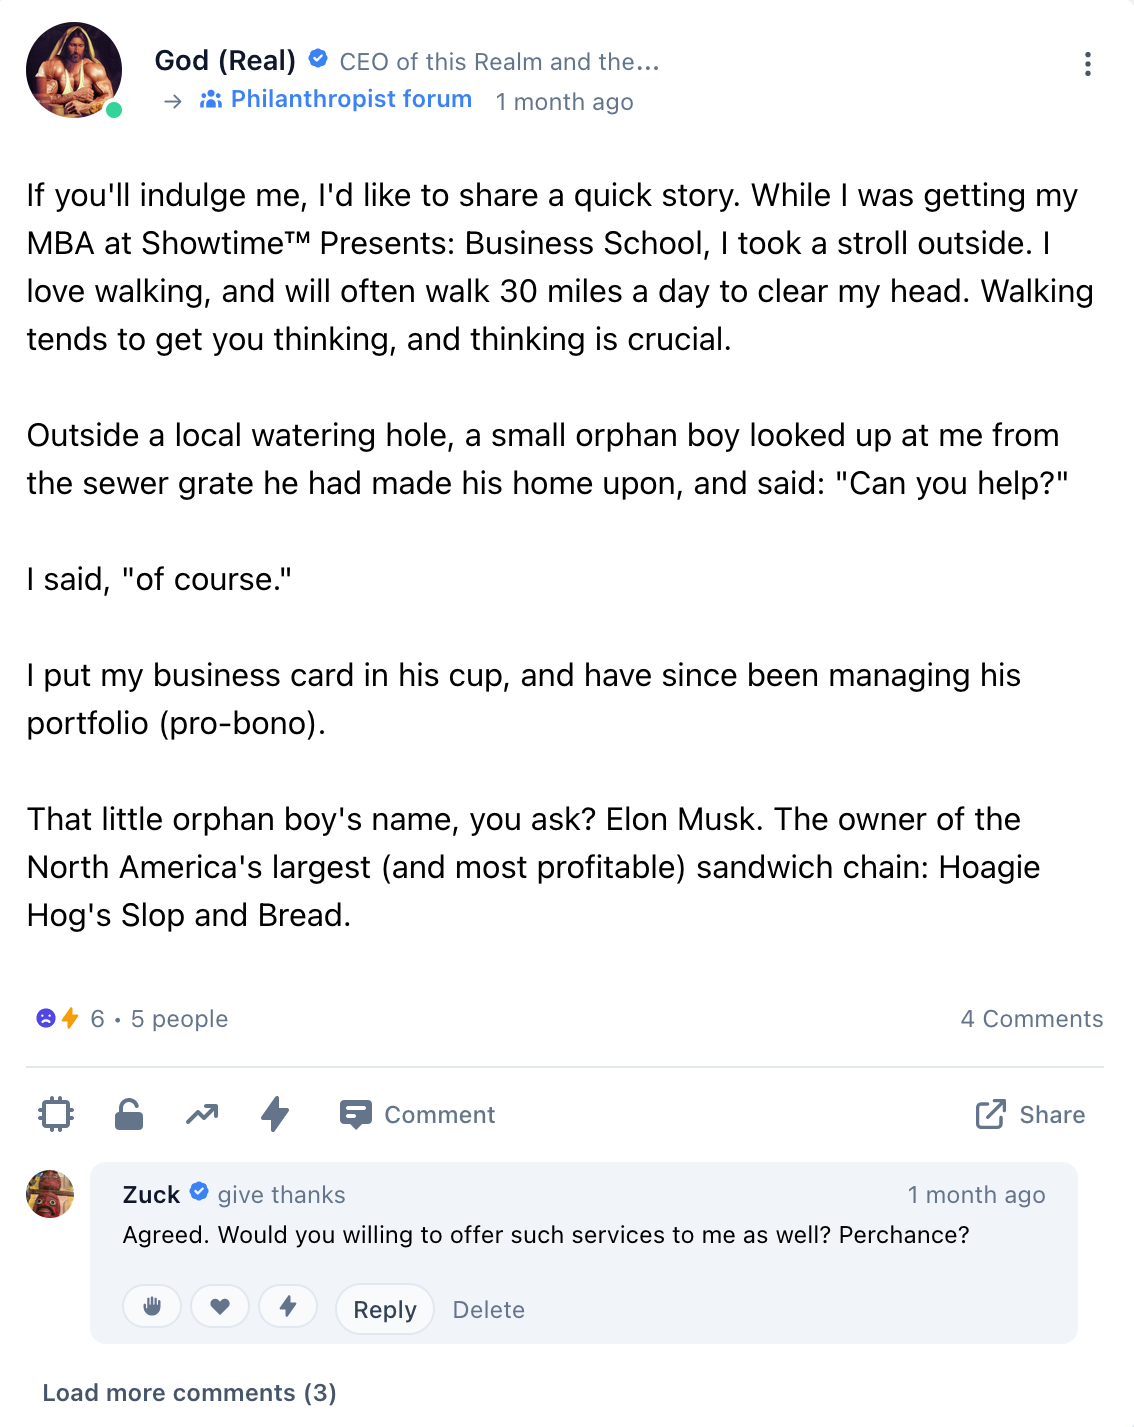 God (Real) CEO of this Realm and the...
Philanthropist forum 1 month ago
If you'll indulge me, I'd like to share a quick story. While I was getting my
MBA at Showtime™ Presents: Business School, I took a stroll outside. I
love walking, and will often walk 30 miles a day to clear my head. Walking
tends to get you thinking, and thinking is crucial.
Outside a local watering hole, a small orphan boy looked up at me from
the sewer grate he had made his home upon, and said: "Can you help?"
I said, "of course."
I put my business card in his cup, and have since been managing his
portfolio (pro-bono).
That little orphan boy's name, you ask? Elon Musk. The owner of the
North America's largest (and most profitable) sandwich chain: Hoagie
Hog's Slop and Bread.
6 • 5 people 4 Comments
Comment Share
Zuck give thanks 1 month ago
Agreed. Would you willing to offer such services to me as well? Perchance?
Reply Delete
Load more comments (3)